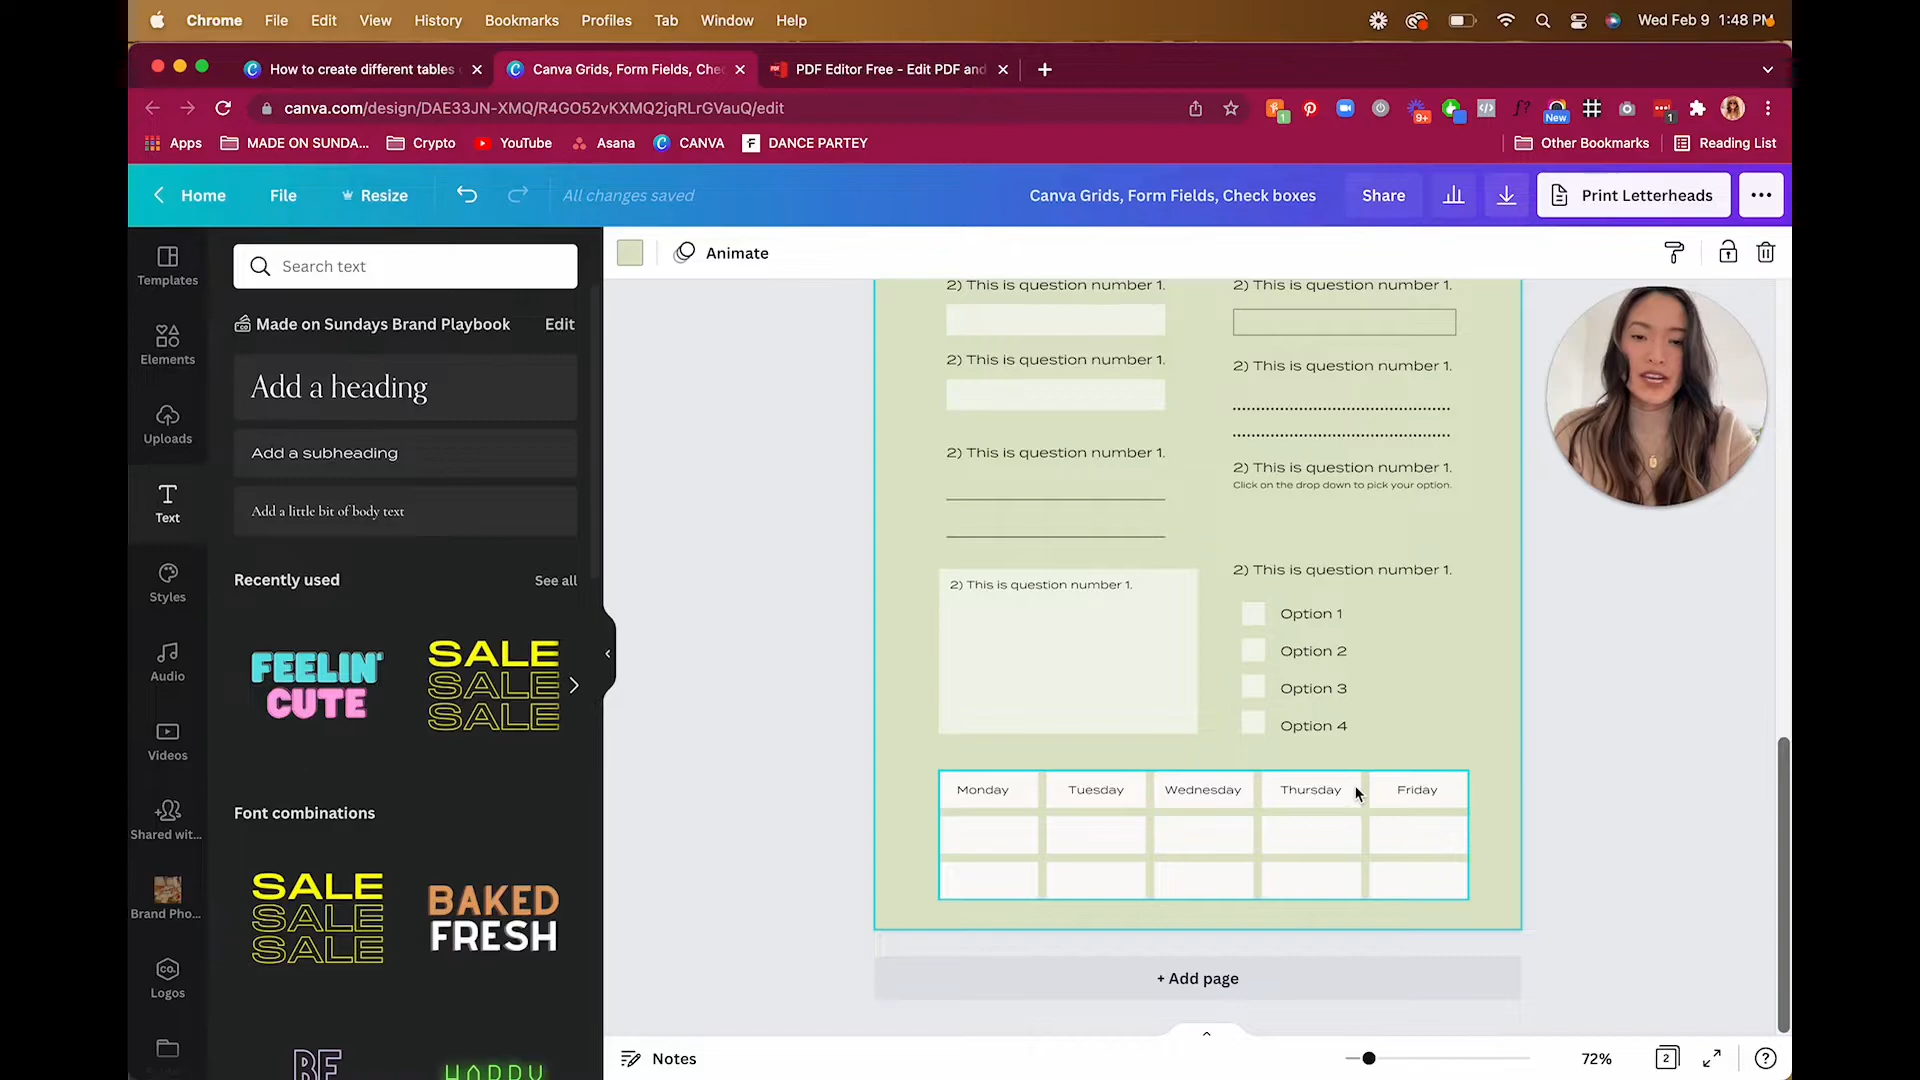 Chrome File Edit View History Bookmarks Profiles Tab Window Help
Wed Feb 9 1:48 PM
How to create different tables
Canva Grids, Form Fields, Che
PDF Editor Free - Edit PDF and
canva.com/design/DAE33JN-XMQ/R4GO52vKXMQ2jqRLrGVauQ/edit
1
9+
New
1
Apps MADE ON SUNDA... Crypto YouTube Asana CANVA DANCE PARTEY
Other Bookmarks Reading List
Home File Resize All changes saved
Canva Grids, Form Fields, Check boxes Share Print Letterheads
Animate
Templates
Elements
Uploads
Text
Styles
Audio
Videos
Shared wit...
Brand Pho...
CO.
Logos
Search text
Made on Sundays Brand Playbook Edit
Add a heading
Add a subheading
Add a little bit of body text
Recently used See all
FEELIN'
CUTE
SALE
SALE
SALE
Font combinations
SALE
SALE
SALE
BAKED
FRESH
BE
HAPPY
2) This is question number 1.
2) This is question number 1.
2) This is question number 1.
2) This is question number 1.
2) This is question number 1.
2) This is question number 1.
2) This is question number 1.
Click on the drop down to pick your option.
2) This is question number 1.
Option 1
Option 2
Option 3
Option 4
Monday Tuesday Wednesday Thursday Friday
+ Add page
Notes
72%
2
?